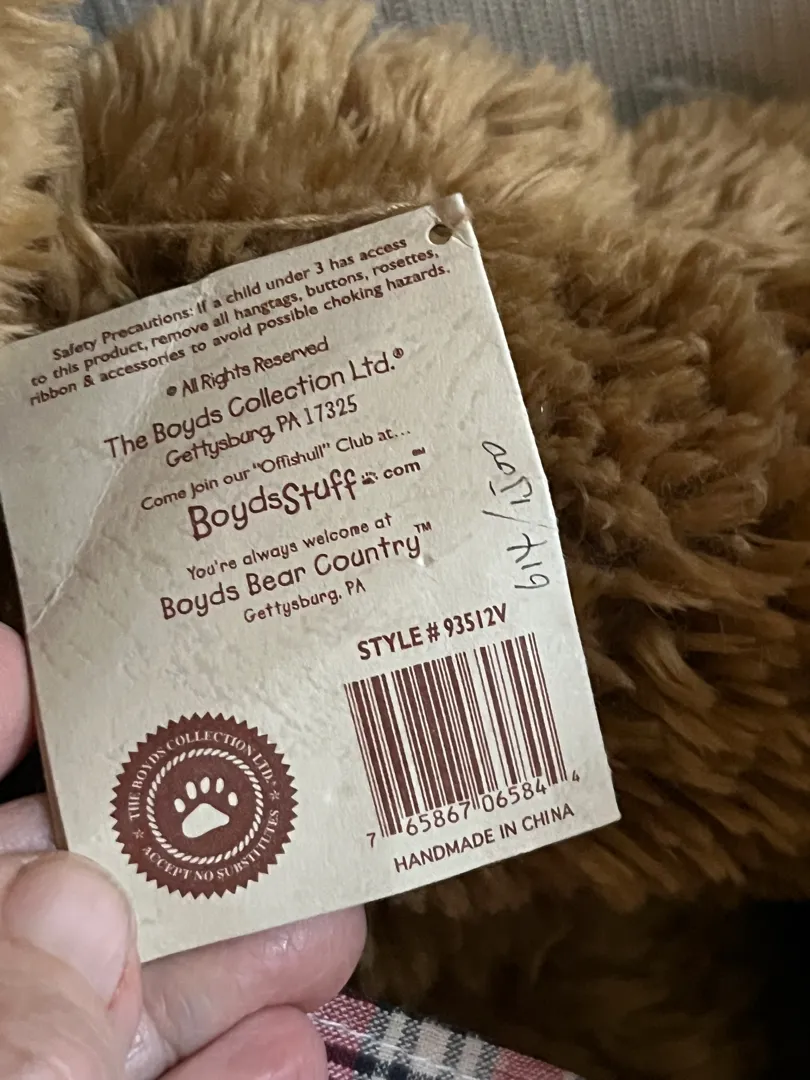 Safety Precautions: If a child under 3 has access
to this product, remove all hangtags, buttons, rosettes,
ribbon & accessories to avoid possible choking hazards.
© All Rights Reserved
The Boyds Collection Ltd.®
Gettysburg, PA 17325
Come join our "Offishull" Club at...
BoydsStuff.com™
You're always welcome at
Boyds Bear Country™
Gettysburg, PA
STYLE # 93512V
7 65867 06584 4
HANDMADE IN CHINA
THE BOYDS COLLECTION LTD.
ACCEPT NO SUBSTITUTES